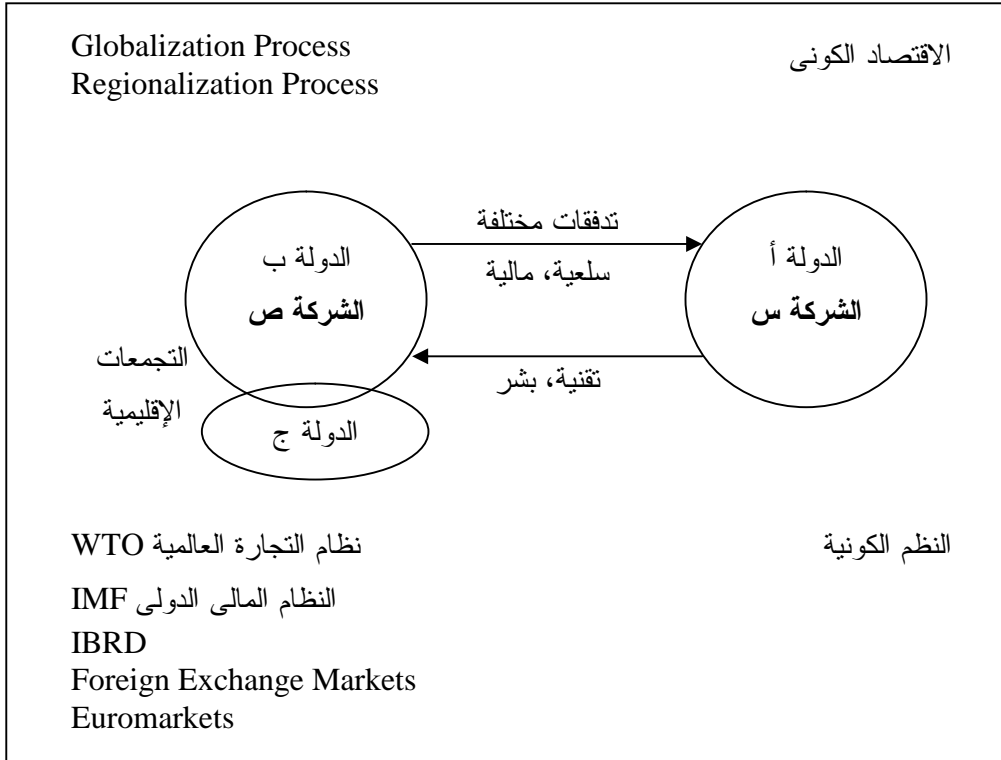 Globalization Process
Regionalization Process
الاقتصاد الكونى
تدفقات مختلفة
سلعية، مالية
تقنية، بشر
الدولة أ
الشركة س
الدولة ب
الشركة ص
التجمعات
الإقليمية
الدولة ج
النظم الكونية
نظام التجارة العالمية WTO
النظام المالى الدولى IMF
IBRD
Foreign Exchange Markets
Euromarkets